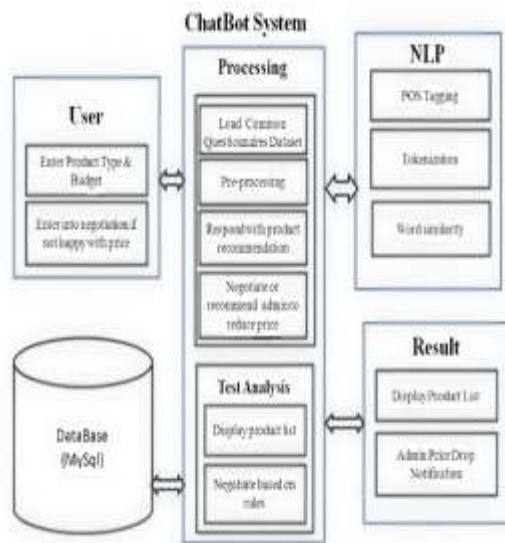 ChatBot System
User
Enter Product Type &
Budget
Enter into negotiation if
not happy with price
Processing
Load Common
Questionnaires Dataset
Pre-processing
Respond with product
recommendation
Negotiate or
recommend admin to
reduce price
Test Analysis
Display product list
Negotiate based on
rules
NLP
POS Tagging
Tokenization
Word similarity
Result
Display Product List
Admin Price Drop
Notification
DataBase
(MySql)